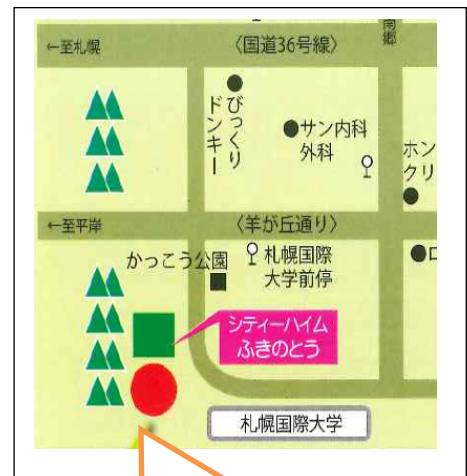 南郷
←至札幌
〈国道36号線〉
びっくり
ドンキー
●サン内科
外科
ホン
クリ
←至平岸
〈羊が丘通り〉
かっこう公園
札幌国際
大学前停
シティーハイム
ふきのとう
札幌国際大学